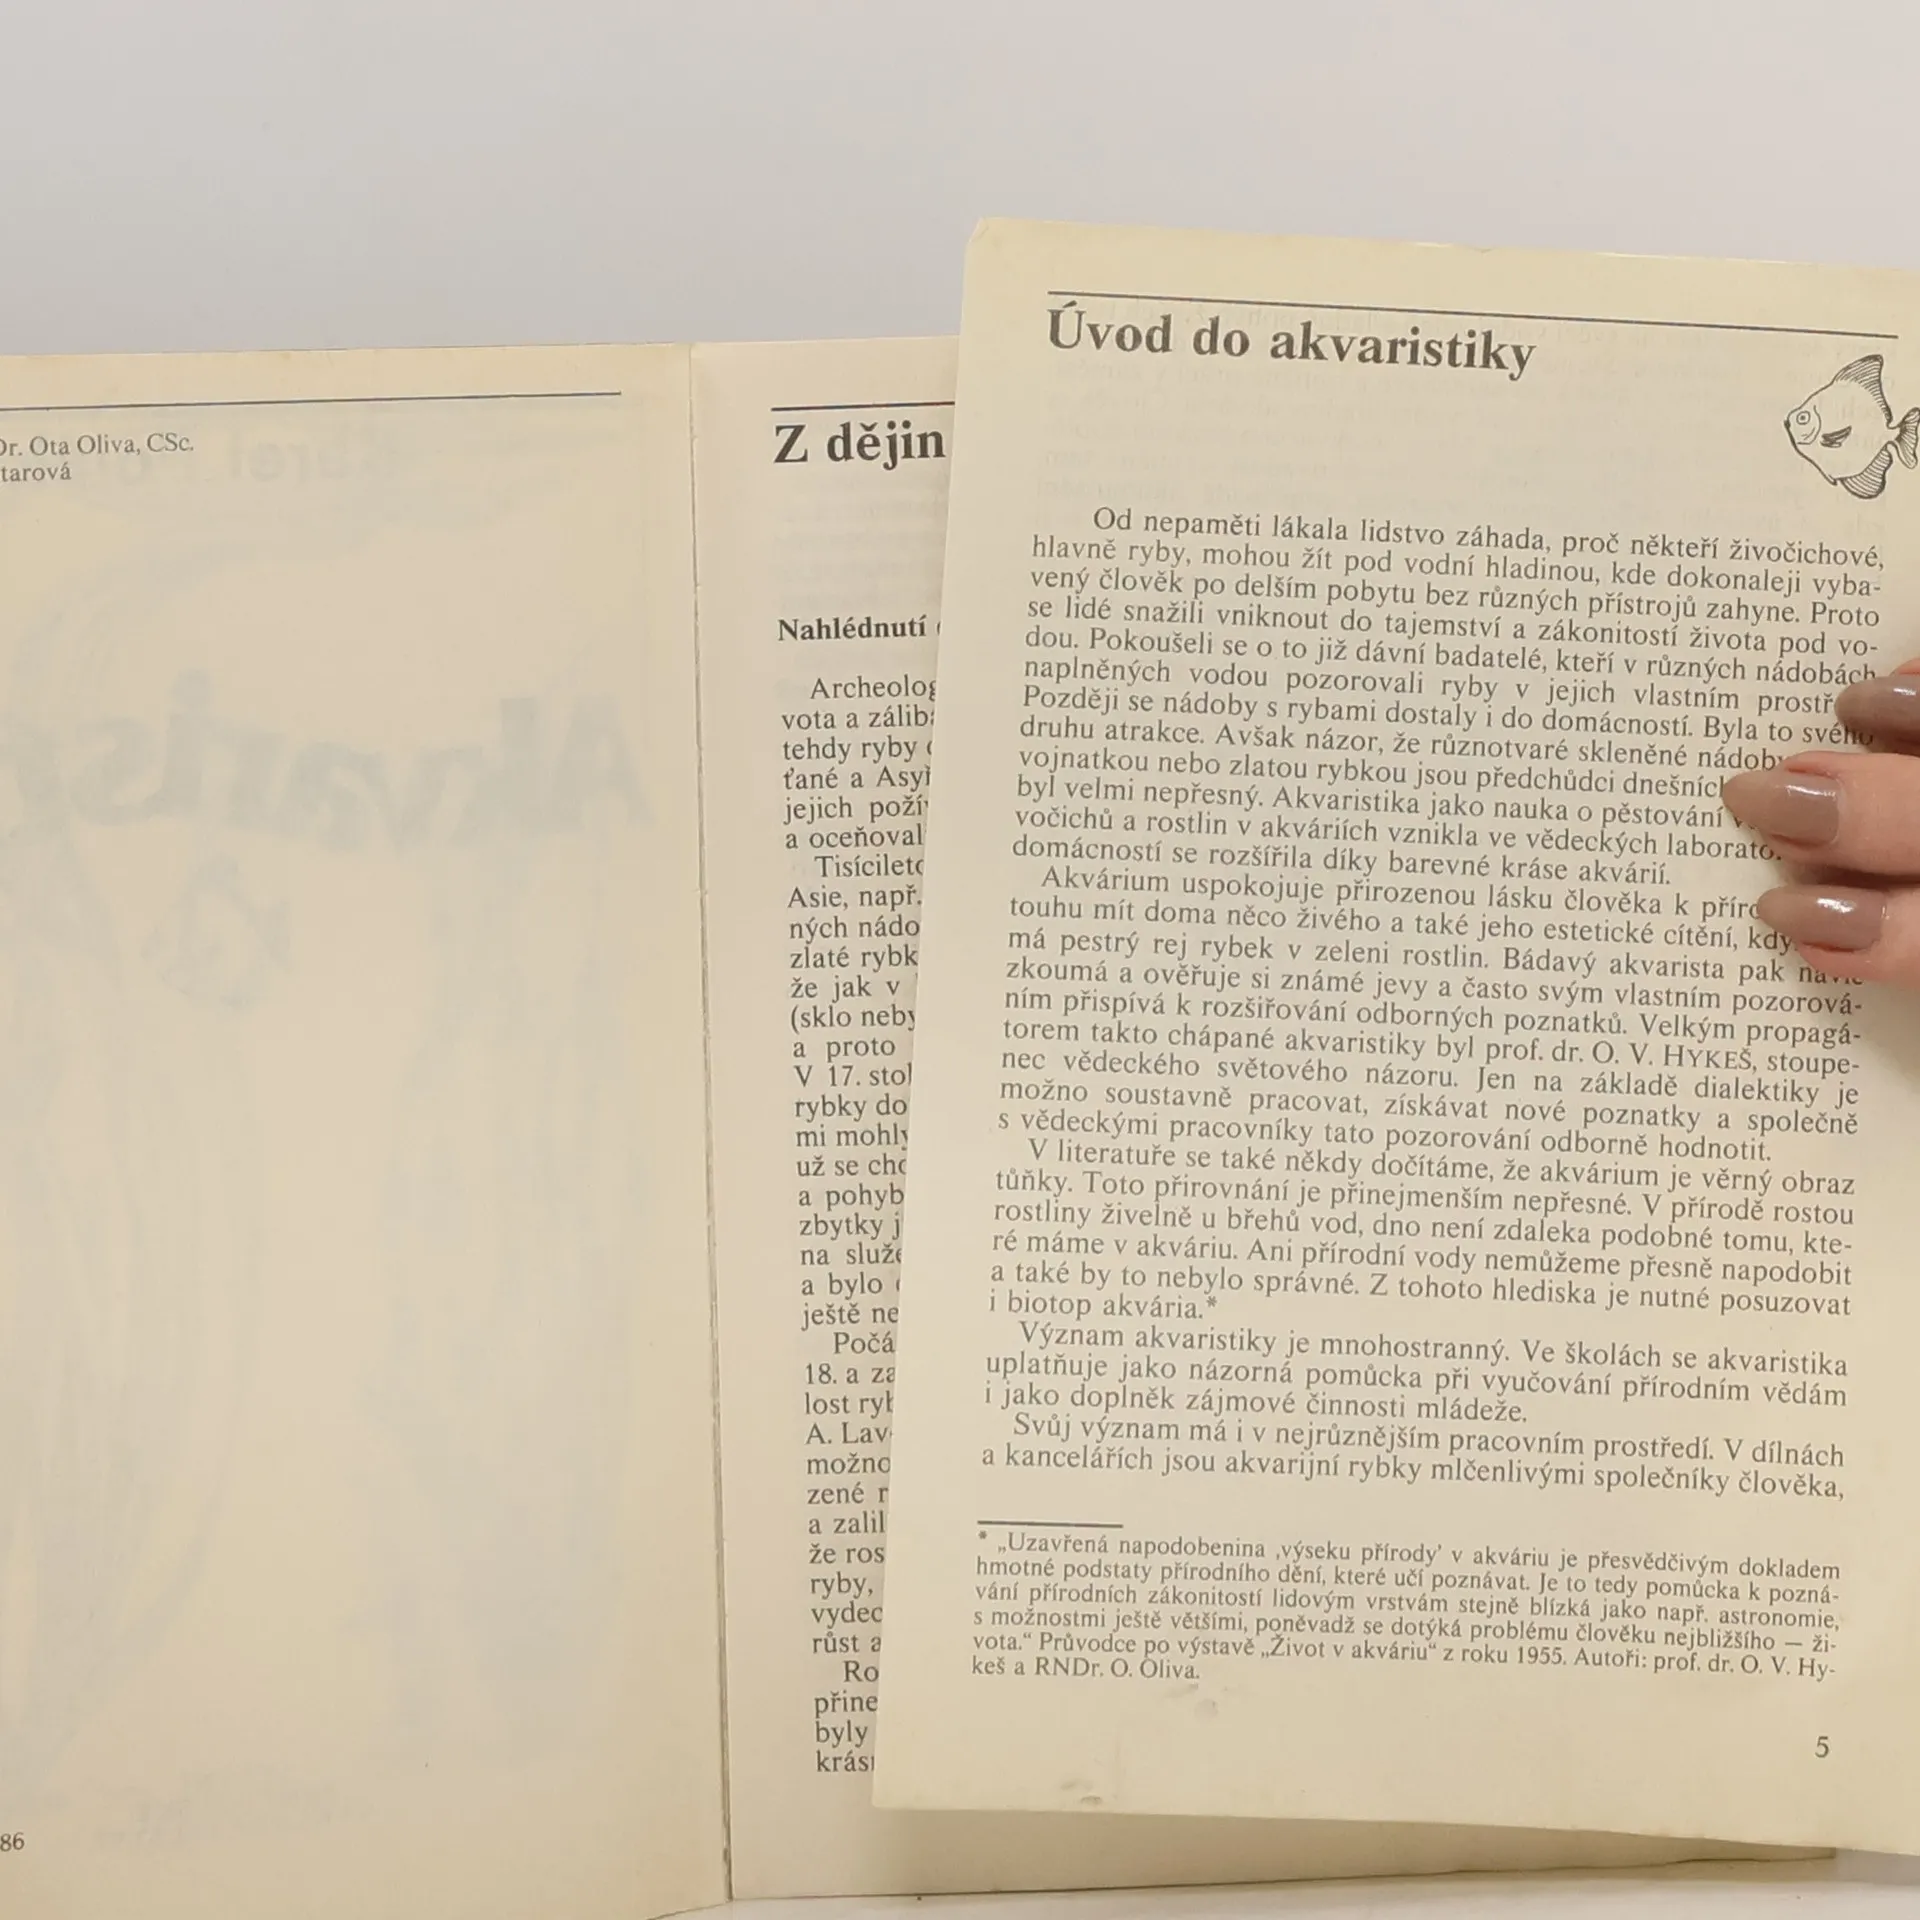 Dr. Ota Oliva, CSc.
tarová
86
Z dějin
Nahlédnutí
Archeolog
vota a zálib
tehdy ryby
ťané a Asyř
jejich poží
a oceňoval
Tisícileto
Asie, např.
ných nádo
zlaté rybk
že jak v
(sklo neby
a proto
V 17. stol
rybky do
mi mohly
už se cho
a pohyb
zbytky j
na služe
a bylo
ještě ne
Počá
18. a za
lost ryb
A. Lav
možno
zené r
a zalil
že ros
ryby,
vydec
růst a
Ro
přine
byly
krás
Úvod do akvaristiky
Od nepaměti lákala lidstvo záhada, proč někteří živočichové,
hlavně ryby, mohou žít pod vodní hladinou, kde dokonaleji vyba-
vený člověk po delším pobytu bez různých přístrojů zahyne. Proto
se lidé snažili vniknout do tajemství a zákonitostí života pod vo-
dou. Pokoušeli se o to již dávní badatelé, kteří v různých nádobách
naplněných vodou pozorovali ryby v jejich vlastním prostř
Později se nádoby s rybami dostaly i do domácností. Byla to svého
druhu atrakce. Avšak názor, že různotvaré skleněné nádoby
vojnatkou nebo zlatou rybkou jsou předchůdci dnešních
byl velmi nepřesný. Akvaristika jako nauka o pěstování
vočichů a rostlin v akváriích vznikla ve vědeckých laborato
domácností se rozšířila díky barevné kráse akvárií.
Akvárium uspokojuje přirozenou lásku člověka k příro
touhu mít doma něco živého a také jeho estetické cítění, kdy
má pestrý rej rybek v zeleni rostlin. Bádavý akvarista pak navíc
zkoumá a ověřuje si známé jevy a často svým vlastním pozorová-
ním přispívá k rozšiřování odborných poznatků. Velkým propagá-
torem takto chápané akvaristiky byl prof. dr. O. V. HYKEŠ, stoupe-
nec vědeckého světového názoru. Jen na základě dialektiky je
možno soustavně pracovat, získávat nové poznatky a společně
s vědeckými pracovníky tato pozorování odborně hodnotit.
V literatuře se také někdy dočítáme, že akvárium je věrný obraz
tůňky. Toto přirovnání je přinejmenším nepřesné. V přírodě rostou
rostliny živelně u břehů vod, dno není zdaleka podobné tomu, kte-
ré máme v akváriu. Ani přírodní vody nemůžeme přesně napodobit
a také by to nebylo správné. Z tohoto hlediska je nutné posuzovat
i biotop akvária.*
Význam akvaristiky je mnohostranný. Ve školách se akvaristika
uplatňuje jako názorná pomůcka při vyučování přírodním vědám
i jako doplněk zájmové činnosti mládeže.
Svůj význam má i v nejrůznějším pracovním prostředí. V dílnách
a kancelářích jsou akvarijní rybky mlčenlivými společníky člověka,
* „Uzavřená napodobenina ‚výseku přírody‘ v akváriu je přesvědčivým dokladem
hmotné podstaty přírodního dění, které učí poznávat. Je to tedy pomůcka k pozná-
vání přírodních zákonitostí lidovým vrstvám stejně blízká jako např. astronomie,
s možnostmi ještě většími, poněvadž se dotýká problému člověku nejbližšího — ži-
vota.“ Průvodce po výstavě „Život v akváriu“ z roku 1955. Autoři: prof. dr. O. V. Hy-
keš a RNDr. O. Oliva.
5